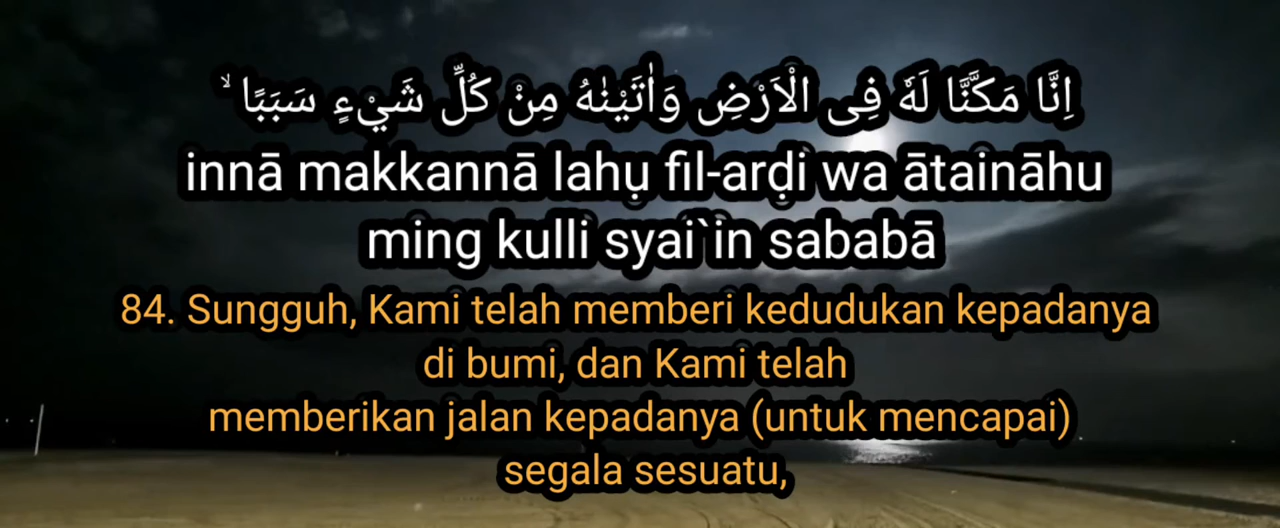 اِنَّا مَكَّنَّا لَهٗ فِى الْاَرْضِ وَاٰتَيْنٰهُ مِنْ كُلِّ شَيْءٍ سَبَبًا ۙ
innā makkannā lahụ fil-arḍi wa ātaināhu
ming kulli syai`in sababā
84. Sungguh, Kami telah memberi kedudukan kepadanya
di bumi, dan Kami telah
memberikan jalan kepadanya (untuk mencapai)
segala sesuatu,